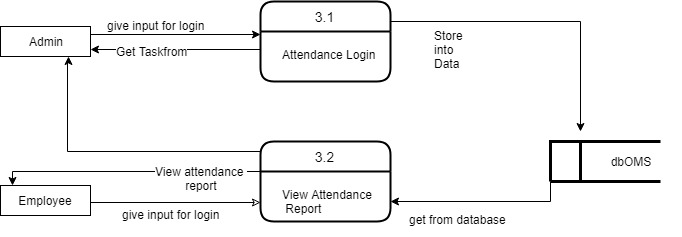 give input for login
Admin
Get Taskfrom
3.1
Attendance Login
Store
into
Data
3.2
View Attendance
Report
dbOMS
View attendance
report
Employee
give input for login
get from database